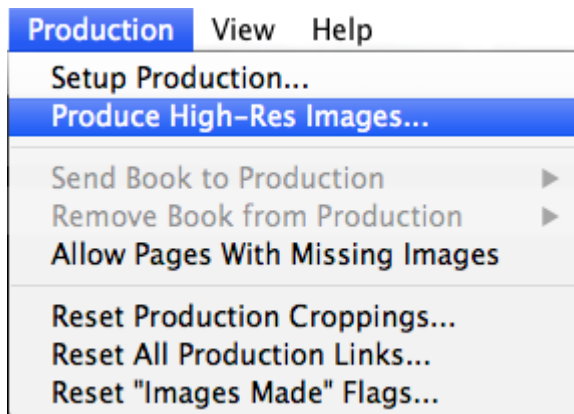 Production View Help
Setup Production...
Produce High-Res Images...
Send Book to Production
Remove Book from Production
Allow Pages With Missing Images
Reset Production Croppings...
Reset All Production Links...
Reset "Images Made" Flags...